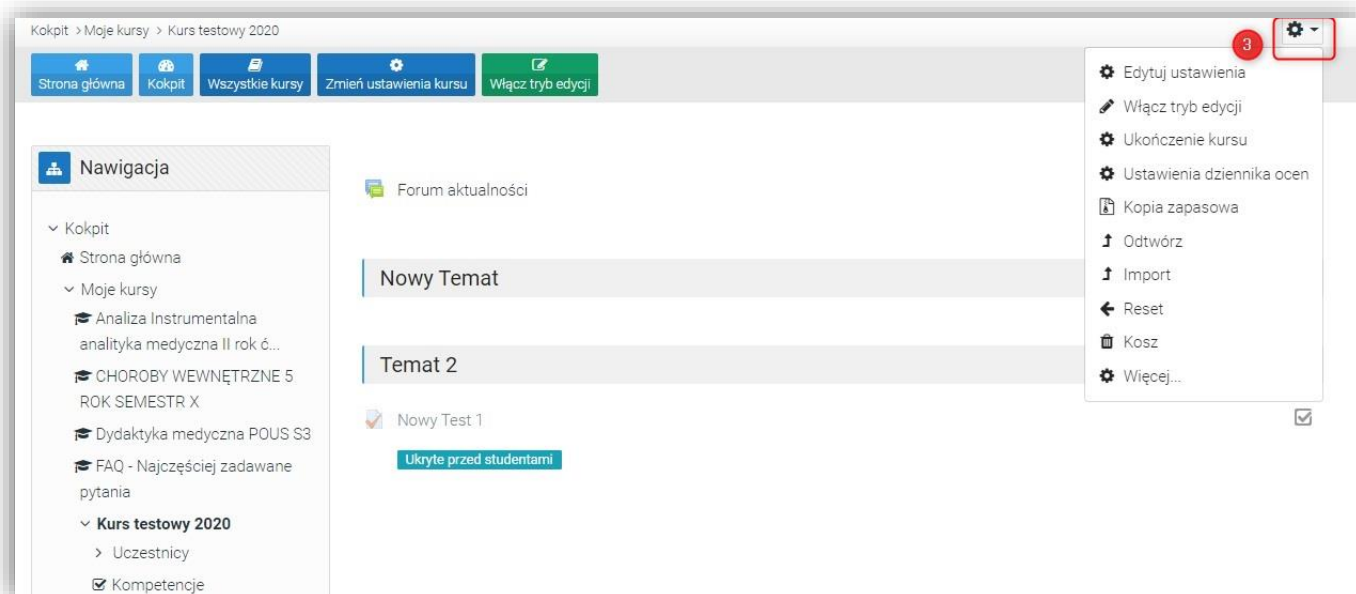 Kokpit > Moje kursy > Kurs testowy 2020
3
Strona główna
Kokpit
Wszystkie kursy
Zmień ustawienia kursu
Włącz tryb edycji
Edytuj ustawienia
Włącz tryb edycji
Ukończenie kursu
Ustawienia dziennika ocen
Kopia zapasowa
Odtwórz
Import
Reset
Kosz
Więcej...
Nawigacja
Kokpit
Strona główna
Moje kursy
Analiza Instrumentalna
analityka medyczna II rok ć...
CHOROBY WEWNĘTRZNE 5
ROK SEMESTR X
Dydaktyka medyczna POUS S3
FAQ - Najczęściej zadawane
pytania
Kurs testowy 2020
Uczestnicy
Kompetencje
Forum aktualności
Nowy Temat
Temat 2
Nowy Test 1
Ukryte przed studentami